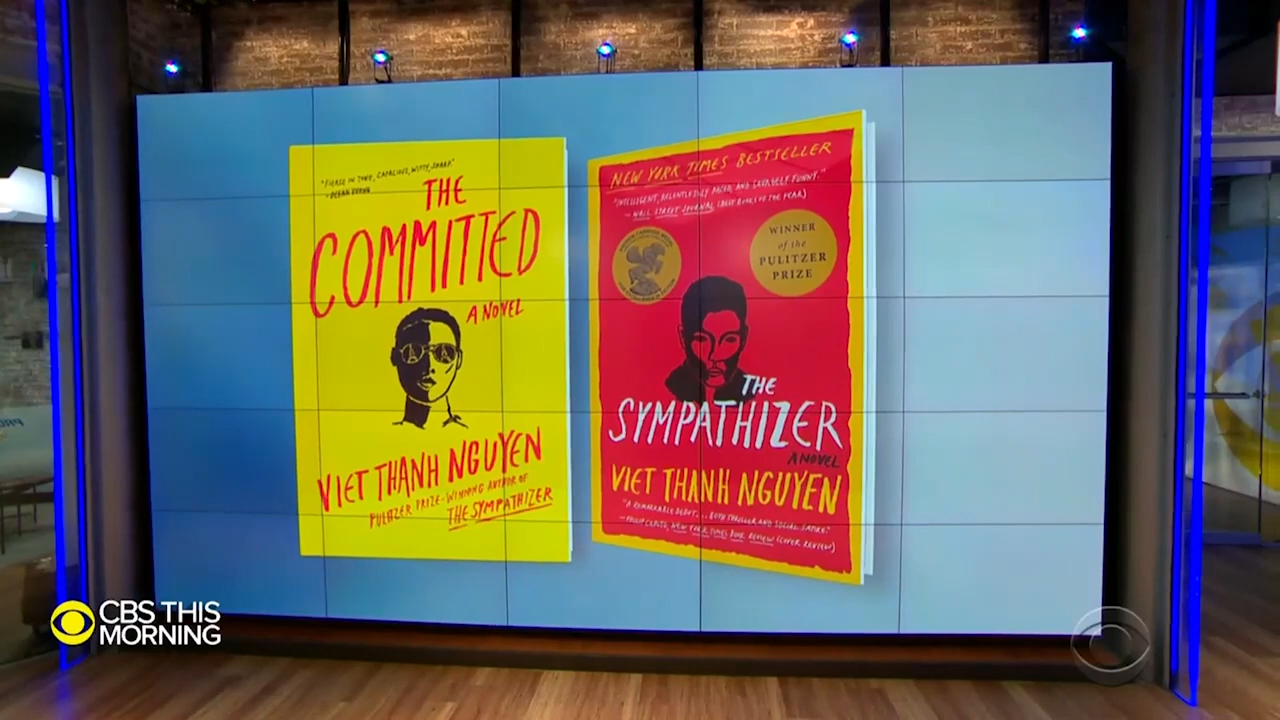 "FIERCE IN TONE, CAPACIOUS, WITTY, SHARP."
- OCEAN VUONG
THE
COMMITTED
A NOVEL
VIET THANH NGUYEN
PULITZER PRIZE-WINNING AUTHOR OF
THE SYMPATHIZER
NEW YORK TIMES BESTSELLER
"INTELLIGENT, RELENTLESSLY PACED, AND SAVAGELY FUNNY."
- WALL STREET JOURNAL (BEST BOOKS OF THE YEAR)
WINNER
of the
PULITZER
PRIZE
THE
SYMPATHIZER
A NOVEL
VIET THANH NGUYEN
"A REMARKABLE DEBUT... BOTH THRILLER AND SOCIAL SATIRE."
- PHILIP CAPUTO, NEW YORK TIMES BOOK REVIEW (COVER REVIEW)
CBS THIS
MORNING